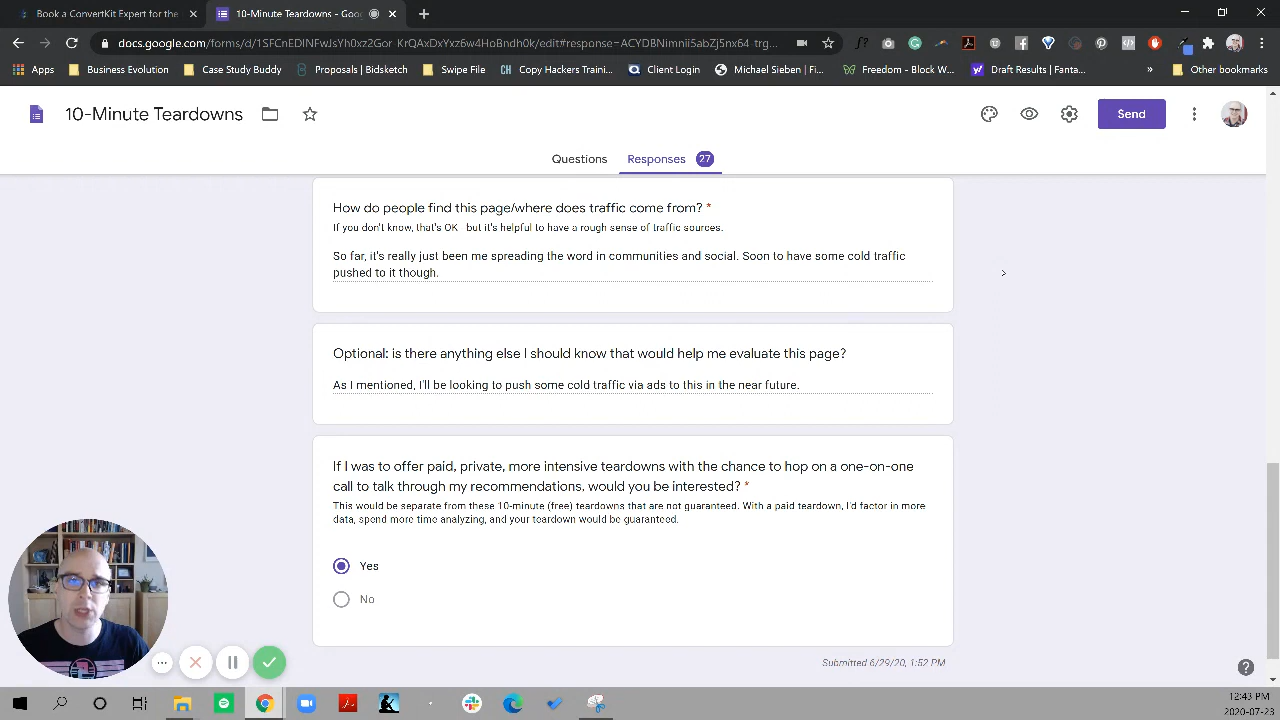 Book a ConvertKit Expert for the
10-Minute Teardowns - Goo
Apps
Business Evolution
Case Study Buddy
Proposals | Bidsketch
Swipe File
Copy Hackers Traini...
Client Login
Michael Sieben | Fi...
Freedom - Block W...
Draft Results | Fanta...
»
Other bookmarks
10-Minute Teardowns
Send
Questions
Responses 27
How do people find this page/where does traffic come from? *
If you don't know, that's OK but it's helpful to have a rough sense of traffic sources.
So far, it's really just been me spreading the word in communities and social. Soon to have some cold traffic
pushed to it though.
Optional: is there anything else I should know that would help me evaluate this page?
As I mentioned, I'll be looking to push some cold traffic via ads to this in the near future.
If I was to offer paid, private, more intensive teardowns with the chance to hop on a one-on-one
call to talk through my recommendations, would you be interested? *
This would be separate from these 10-minute (free) teardowns that are not guaranteed. With a paid teardown, I'd factor in more
data, spend more time analyzing, and your teardown would be guaranteed.
Yes
No
Submitted 6/29/20, 1:52 PM
12:43 PM
2020-07-23